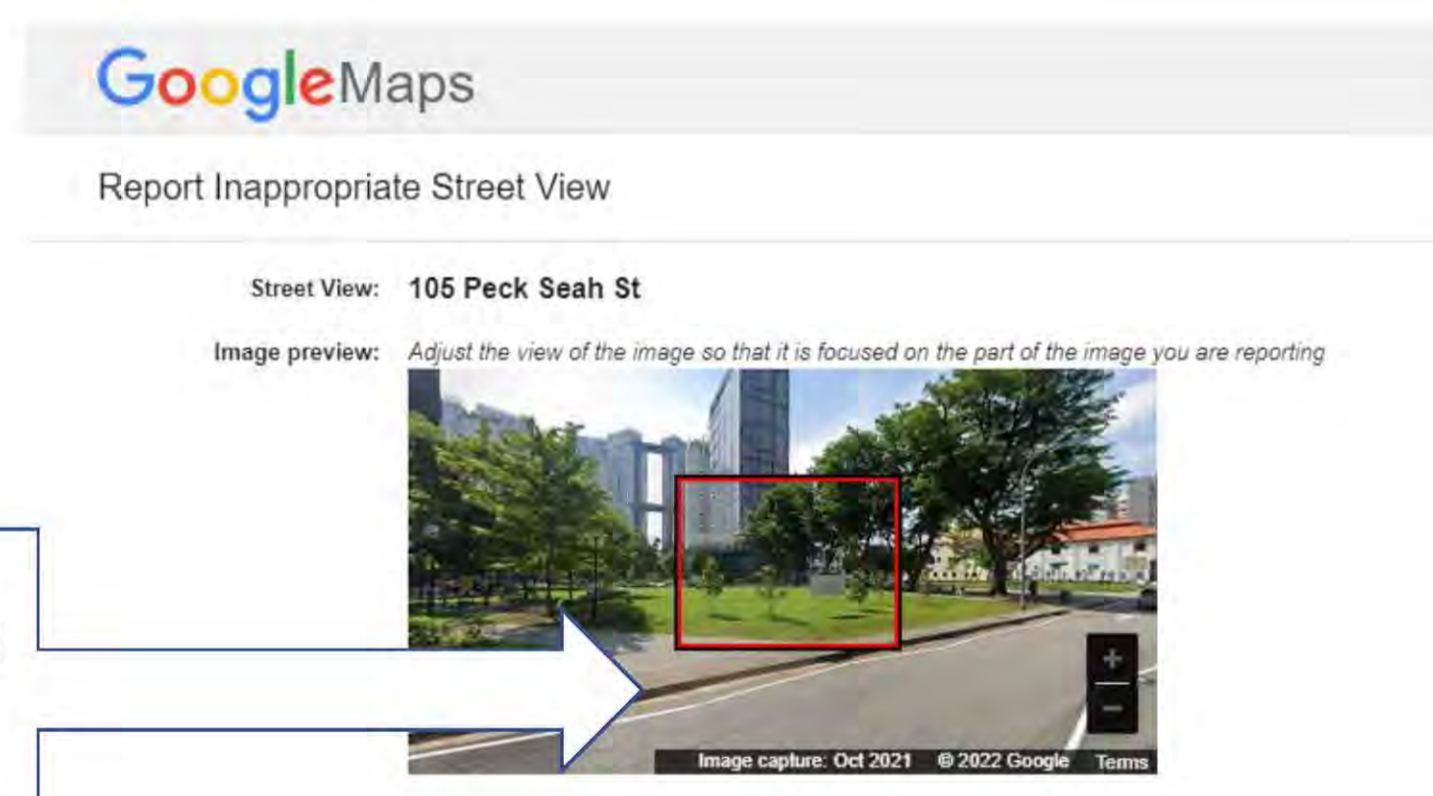 GoogleMaps
Report Inappropriate Street View
Street View: 105 Peck Seah St
Image preview: Adjust the view of the image so that it is focused on the part of the image you are reporting
+
−
Image capture: Oct 2021 © 2022 Google Terms